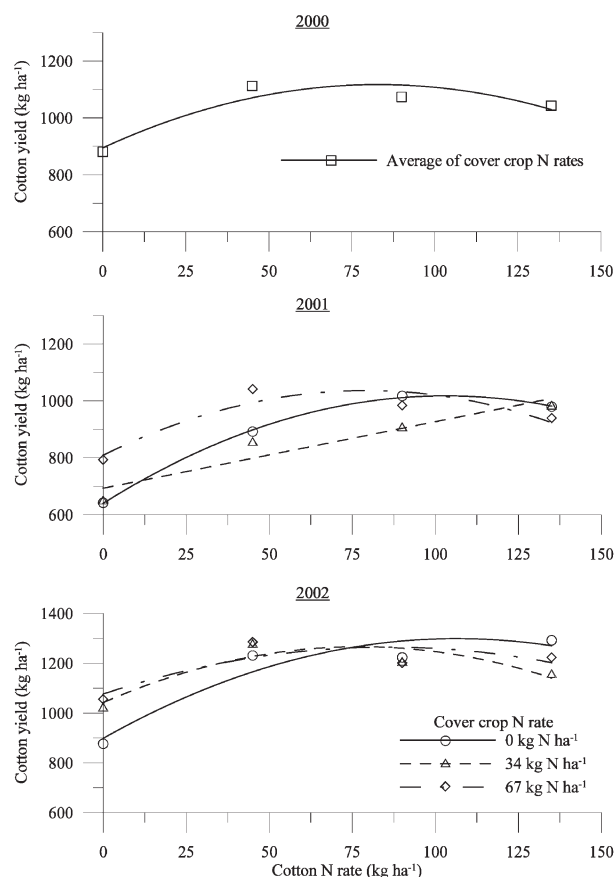 2000
1200
1000
800
600
Cotton yield (kg ha-1)
Average of cover crop N rates
0 25 50 75 100 125 150
2001
1200
1000
800
600
Cotton yield (kg ha-1)
0 25 50 75 100 125 150
2002
1400
1200
1000
800
600
Cotton yield (kg ha-1)
Cover crop N rate
0 kg N ha-1
34 kg N ha-1
67 kg N ha-1
0 25 50 75 100 125 150
Cotton N rate (kg ha-1)